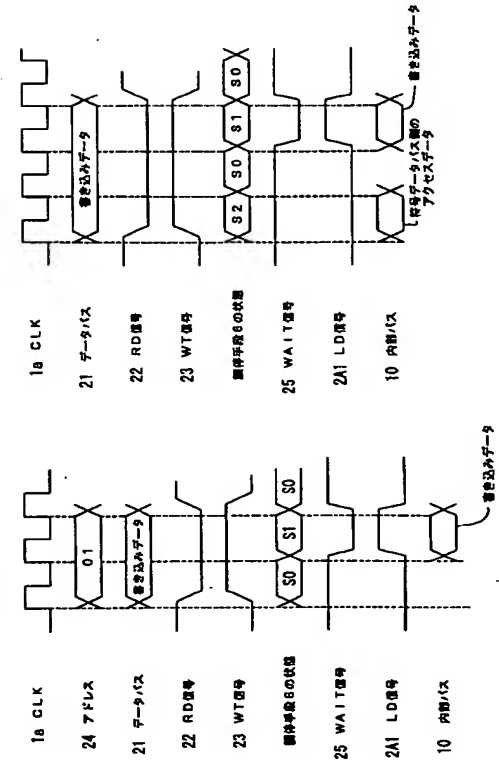 1a CLK
21 データバス
書き込みデータ
22 RD信号
23 WT信号
調停手段6の状態
S2 S0 S1 S0
25 WAIT信号
2A1 LD信号
10 内部バス
符号データバス側の
アクセスデータ
書き込みデータ
1a CLK
24 アドレス
01
21 データバス
書き込みデータ
22 RD信号
23 WT信号
調停手段6の状態
S0 S1 S0
25 WAIT信号
2A1 LD信号
10 内部バス
書き込みデータ